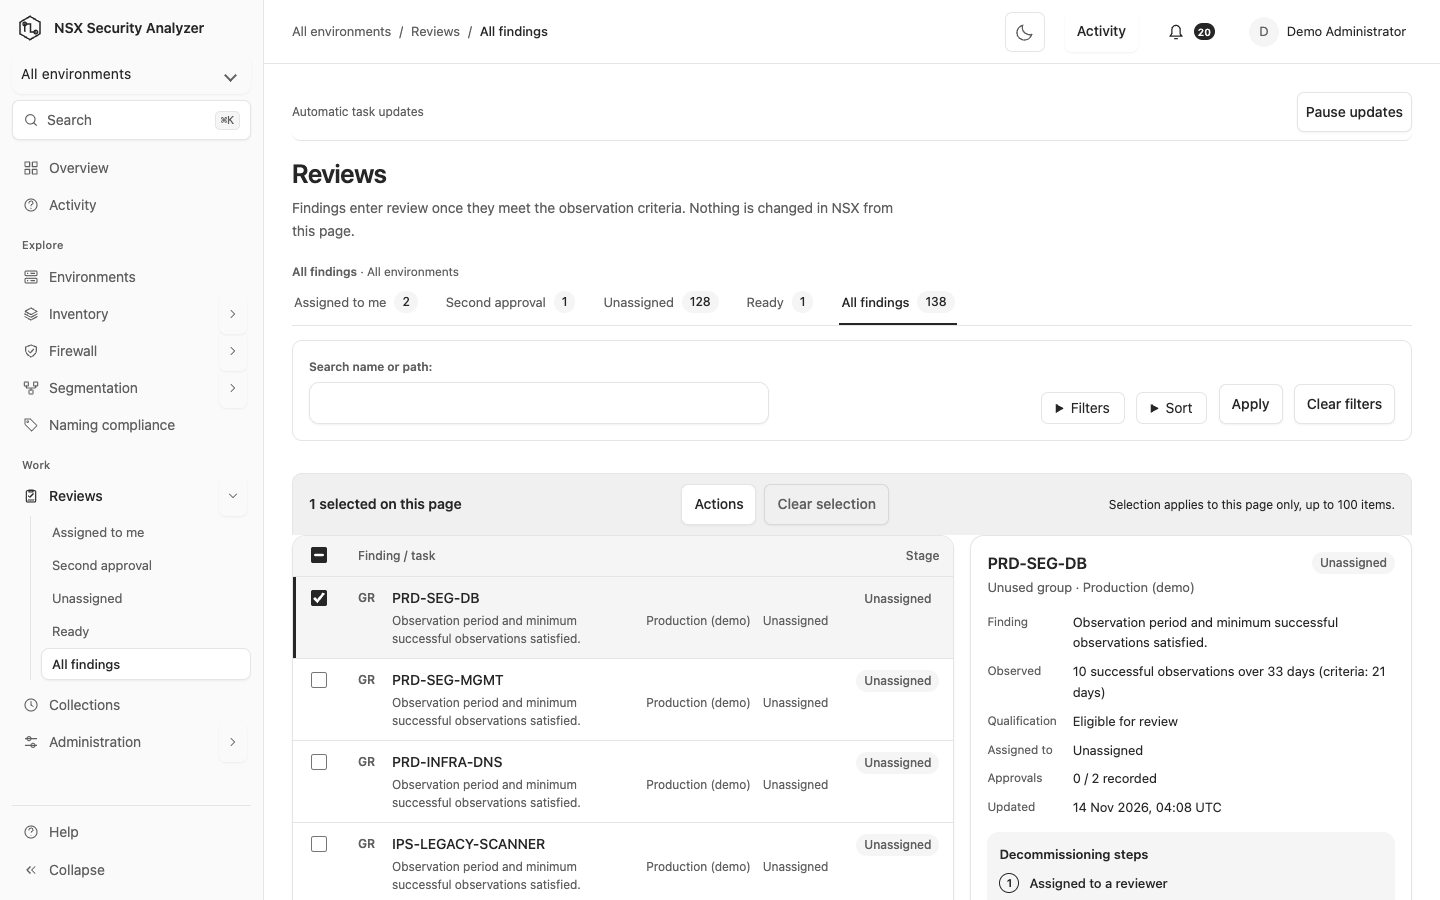 NSX Security Analyzer
All environments
Search ⌘K
Overview
Activity
Explore
Environments
Inventory
Firewall
Segmentation
Naming compliance
Work
Reviews
Assigned to me
Second approval
Unassigned
Ready
All findings
Collections
Administration
Help
Collapse
All environments / Reviews / All findings
Activity
20
D Demo Administrator
Automatic task updates
Pause updates
Reviews
Findings enter review once they meet the observation criteria. Nothing is changed in NSX from
this page.
All findings · All environments
Assigned to me 2 Second approval 1 Unassigned 128 Ready 1 All findings 138
Search name or path:
Filters Sort Apply Clear filters
1 selected on this page
Actions Clear selection
Selection applies to this page only, up to 100 items.
Finding / task Stage
GR PRD-SEG-DB Unassigned
Observation period and minimum
successful observations satisfied.
Production (demo) Unassigned
GR PRD-SEG-MGMT Unassigned
Observation period and minimum
successful observations satisfied.
Production (demo) Unassigned
GR PRD-INFRA-DNS Unassigned
Observation period and minimum
successful observations satisfied.
Production (demo) Unassigned
GR IPS-LEGACY-SCANNER Unassigned
Observation period and minimum
successful observations satisfied.
Production (demo) Unassigned
PRD-SEG-DB Unassigned
Unused group · Production (demo)
Finding Observation period and minimum successful
observations satisfied.
Observed 10 successful observations over 33 days (criteria: 21
days)
Qualification Eligible for review
Assigned to Unassigned
Approvals 0 / 2 recorded
Updated 14 Nov 2026, 04:08 UTC
Decommissioning steps
1 Assigned to a reviewer